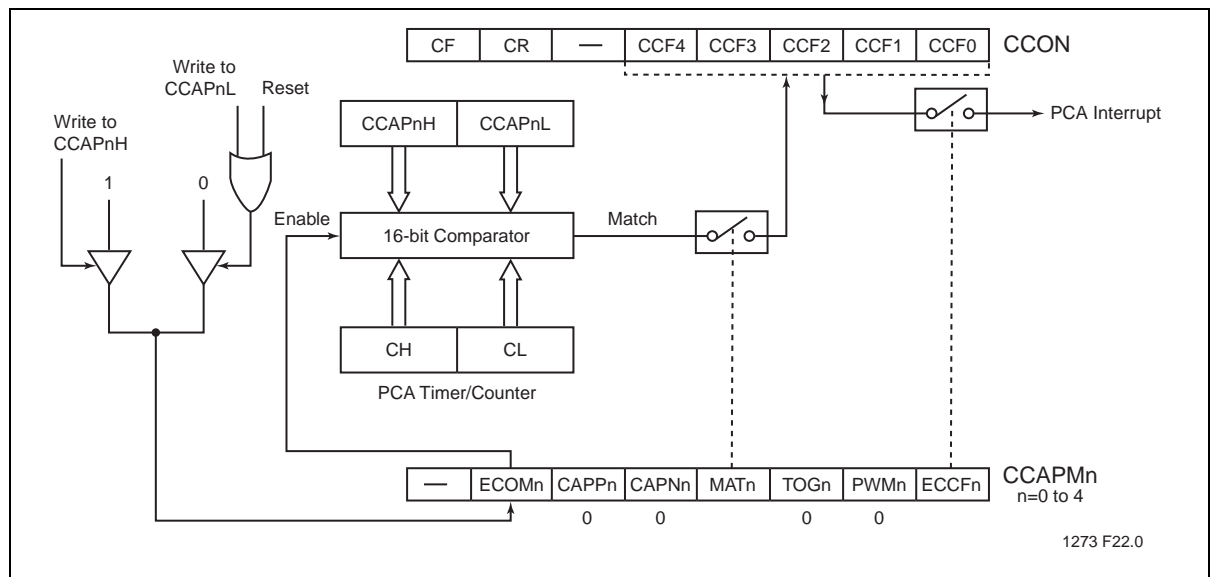 CF CR — CCF4 CCF3 CCF2 CCF1 CCF0 CCON
Write to
CCAPnL Reset
Write to
CCAPnH
CCAPnH CCAPnL
PCA Interrupt
1 0
Enable
16-bit Comparator
Match
CH CL
PCA Timer/Counter
— ECOMn CAPPn CAPNn MATn TOGn PWMn ECCFn CCAPMn
n=0 to 4
0 0 0 0
1273 F22.0